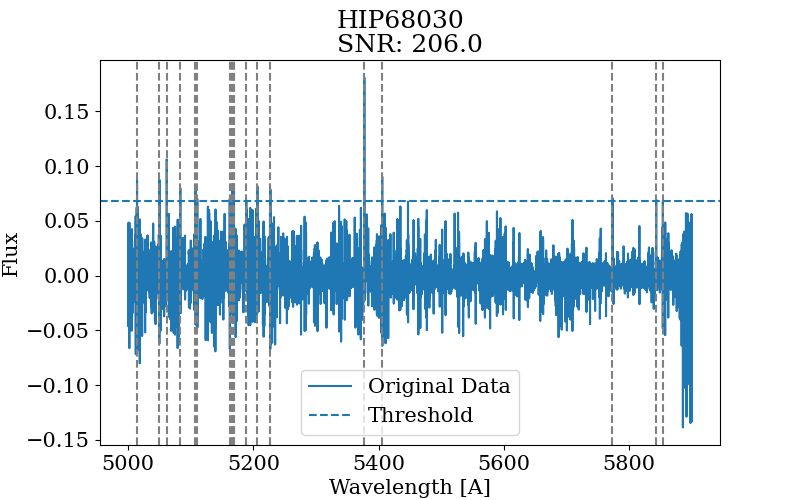 HIP68030
SNR: 206.0
Flux
0.15
0.10
0.05
0.00
−0.05
−0.10
−0.15
5000
5200
5400
5600
5800
Wavelength [A]
Original Data
Threshold